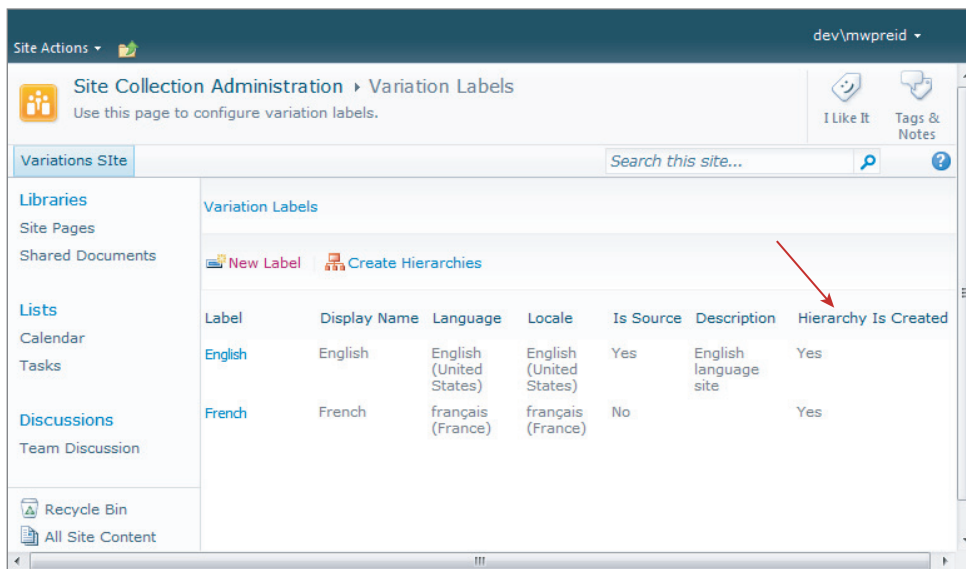 dev\mwpreid
Site Actions
Site Collection Administration Variation Labels
Use this page to configure variation labels.
I Like It
Tags &
Notes
Variations SIte
Search this site...
Libraries
Site Pages
Shared Documents
Lists
Calendar
Tasks
Discussions
Team Discussion
Recycle Bin
All Site Content
Variation Labels
New Label
Create Hierarchies
Label Display Name Language Locale Is Source Description Hierarchy Is Created
English English English English Yes English Yes
(United (United language
States) States) site
French French français français No Yes
(France) (France)